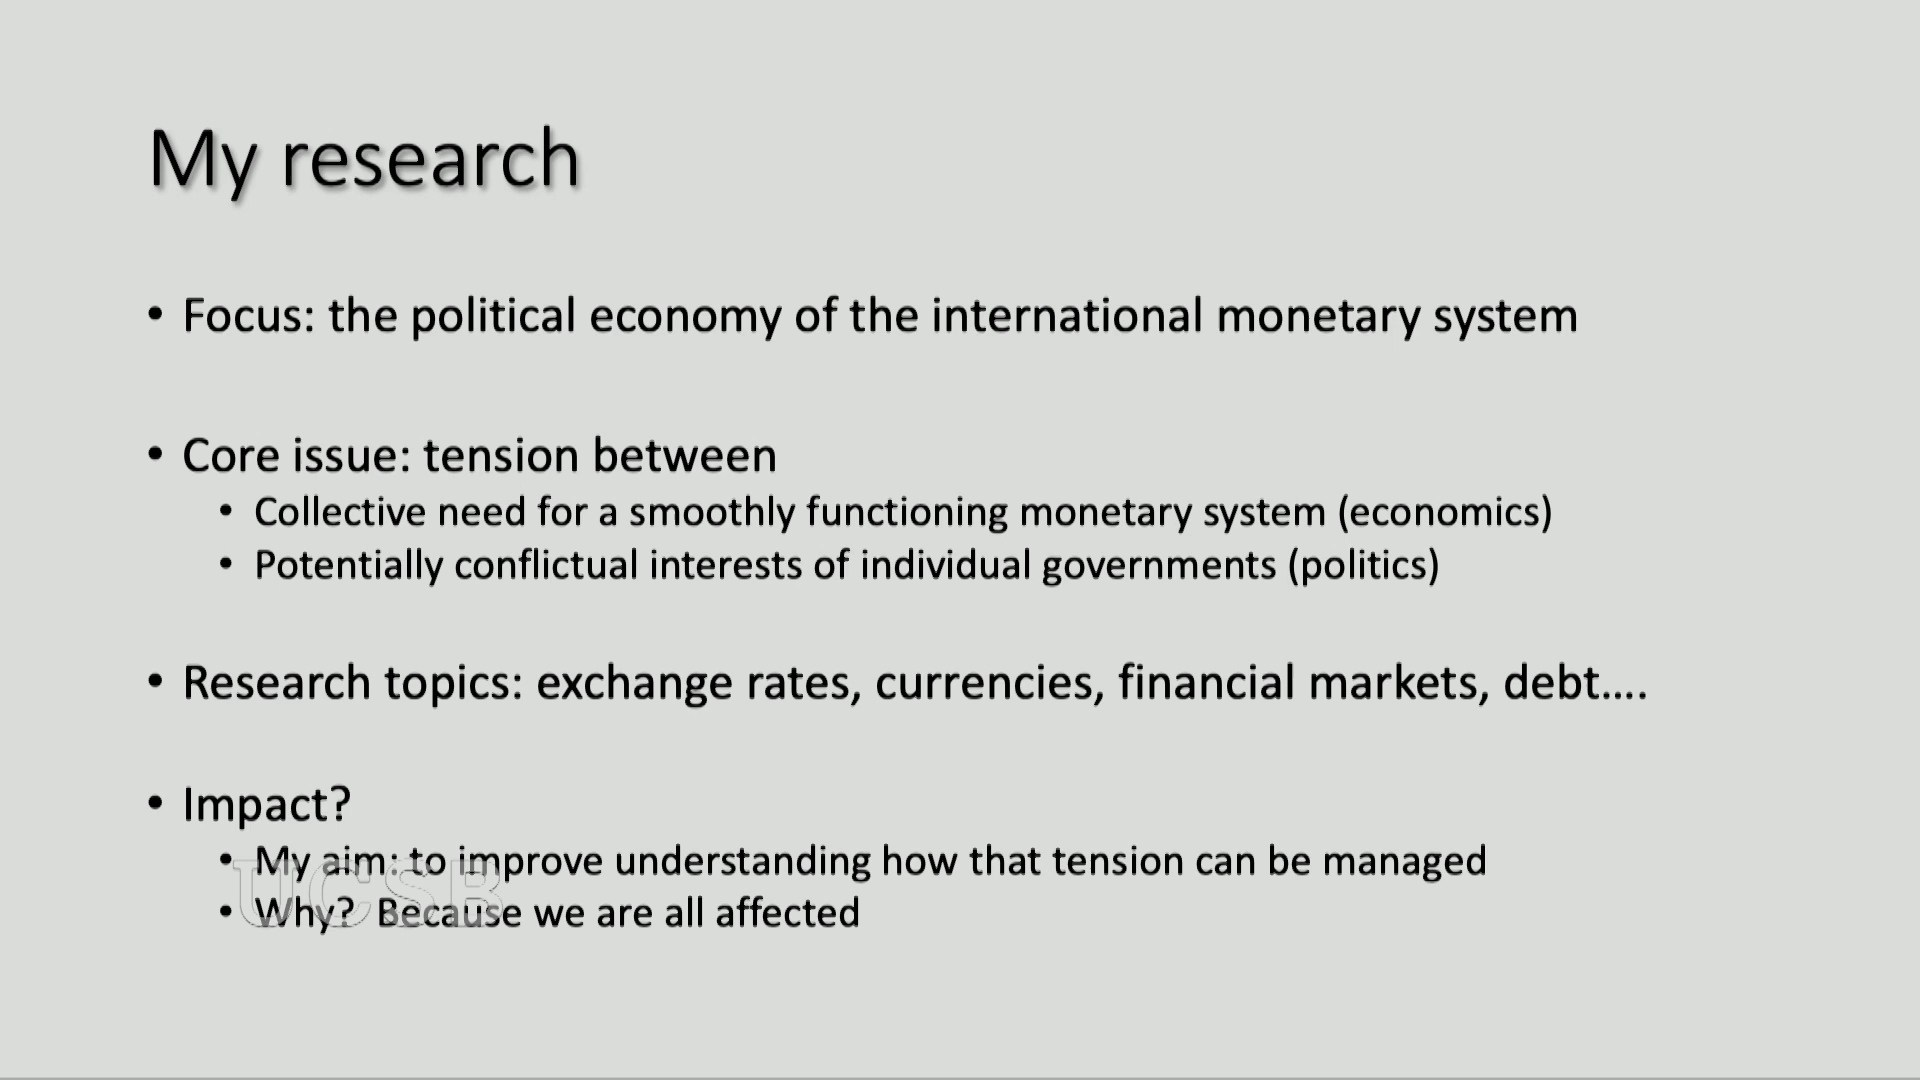 My research
• Focus: the political economy of the international monetary system
• Core issue: tension between
• Collective need for a smoothly functioning monetary system (economics)
• Potentially conflictual interests of individual governments (politics)
• Research topics: exchange rates, currencies, financial markets, debt....
• Impact?
• My aim: to improve understanding how that tension can be managed
• Why? Because we are all affected
UCSB